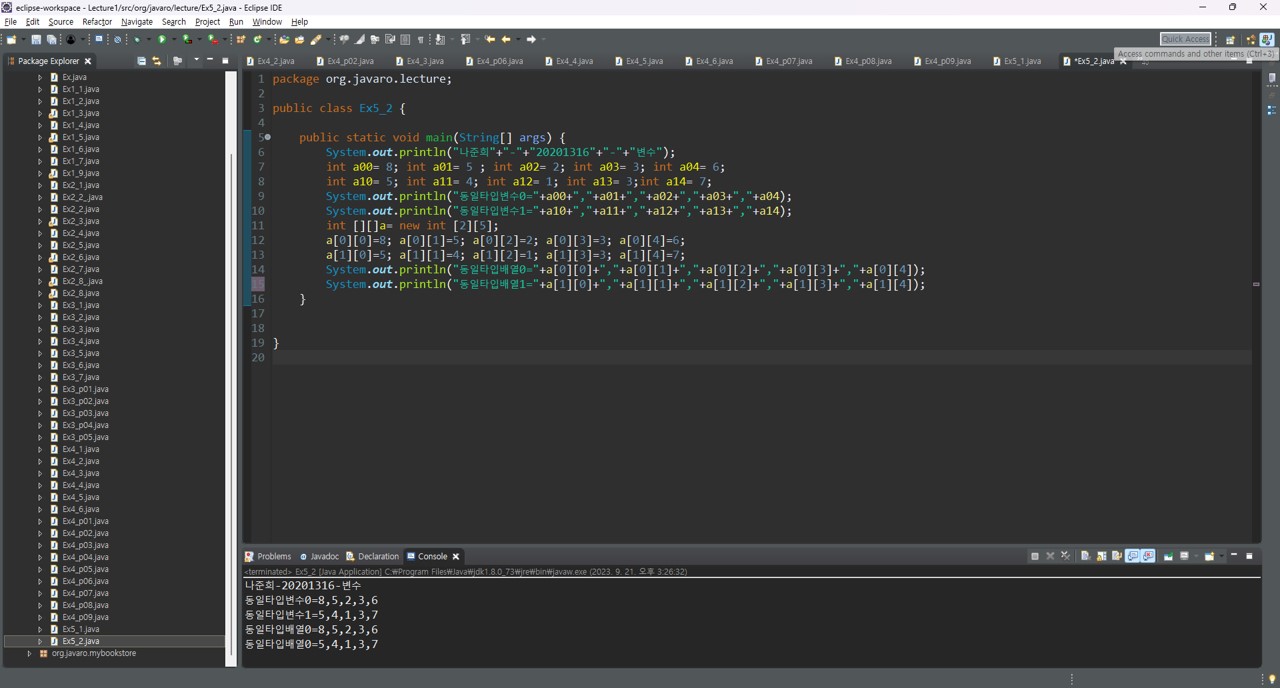 eclipse-workspace - Lecture1/src/org/javaro/lecture/Ex5_2.java - Eclipse IDE
File Edit Source Refactor Navigate Search Project Run Window Help
Quick Access
Access commands and other items (Ctrl+3)
Package Explorer
Ex.java
Ex1_1.java
Ex1_2.java
Ex1_3.java
Ex1_4.java
Ex1_5.java
Ex1_6.java
Ex1_7.java
Ex1_9.java
Ex2_1.java
Ex2_2_.java
Ex2_2.java
Ex2_3.java
Ex2_4.java
Ex2_5.java
Ex2_6.java
Ex2_7.java
Ex2_8_.java
Ex2_8.java
Ex3_1.java
Ex3_2.java
Ex3_3.java
Ex3_4.java
Ex3_5.java
Ex3_6.java
Ex3_7.java
Ex3_p01.java
Ex3_p02.java
Ex3_p03.java
Ex3_p04.java
Ex3_p05.java
Ex4_1.java
Ex4_2.java
Ex4_3.java
Ex4_4.java
Ex4_5.java
Ex4_6.java
Ex4_p01.java
Ex4_p02.java
Ex4_p03.java
Ex4_p04.java
Ex4_p05.java
Ex4_p06.java
Ex4_p07.java
Ex4_p08.java
Ex4_p09.java
Ex5_1.java
Ex5_2.java
org.javaro.mybookstore
Ex4_2.java Ex4_p02.java Ex4_3.java Ex4_p06.java Ex4_4.java Ex4_5.java Ex4_6.java Ex4_p07.java Ex4_p08.java Ex4_p09.java Ex5_1.java *Ex5_2.java
1 package org.javaro.lecture;
2
3 public class Ex5_2 {
4
5 public static void main(String[] args) {
6 System.out.println("나준희"+"-"+"20201316"+"-"+"변수");
7 int a00= 8; int a01= 5 ; int a02= 2; int a03= 3; int a04= 6;
8 int a10= 5; int a11= 4; int a12= 1; int a13= 3;int a14= 7;
9 System.out.println("동일타입변수0="+a00+","+a01+","+a02+","+a03+","+a04);
10 System.out.println("동일타입변수1="+a10+","+a11+","+a12+","+a13+","+a14);
11 int [][]a= new int [2][5];
12 a[0][0]=8; a[0][1]=5; a[0][2]=2; a[0][3]=3; a[0][4]=6;
13 a[1][0]=5; a[1][1]=4; a[1][2]=1; a[1][3]=3; a[1][4]=7;
14 System.out.println("동일타입배열0="+a[0][0]+","+a[0][1]+","+a[0][2]+","+a[0][3]+","+a[0][4]);
15 System.out.println("동일타입배열1="+a[1][0]+","+a[1][1]+","+a[1][2]+","+a[1][3]+","+a[1][4]);
16 }
17
18
19 }
20
Problems Javadoc Declaration Console
<terminated> Ex5_2 [Java Application] C:₩Program Files₩Java₩jdk1.8.0_73₩jre₩bin₩javaw.exe (2023. 9. 21. 오후 3:26:32)
나준희-20201316-변수
동일타입변수0=8,5,2,3,6
동일타입변수1=5,4,1,3,7
동일타입배열0=8,5,2,3,6
동일타입배열0=5,4,1,3,7